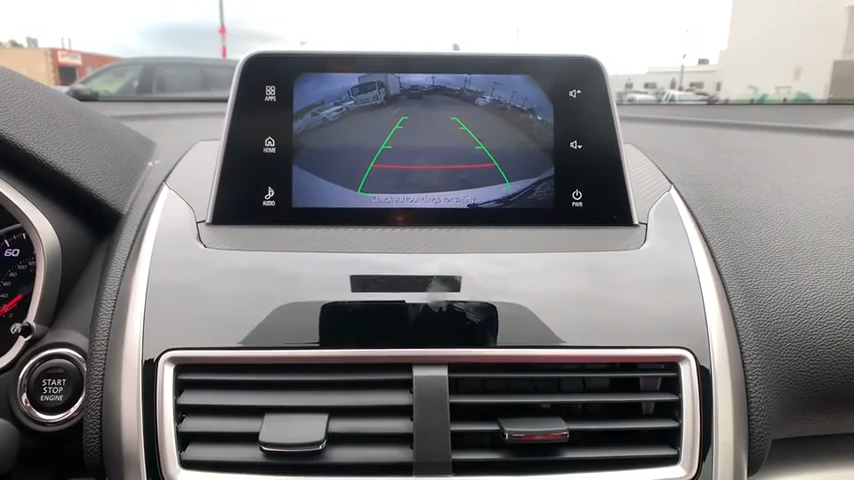 APPS
HOME
AUDIO
PWR
Check surroundings for safety
60
START
STOP
ENGINE